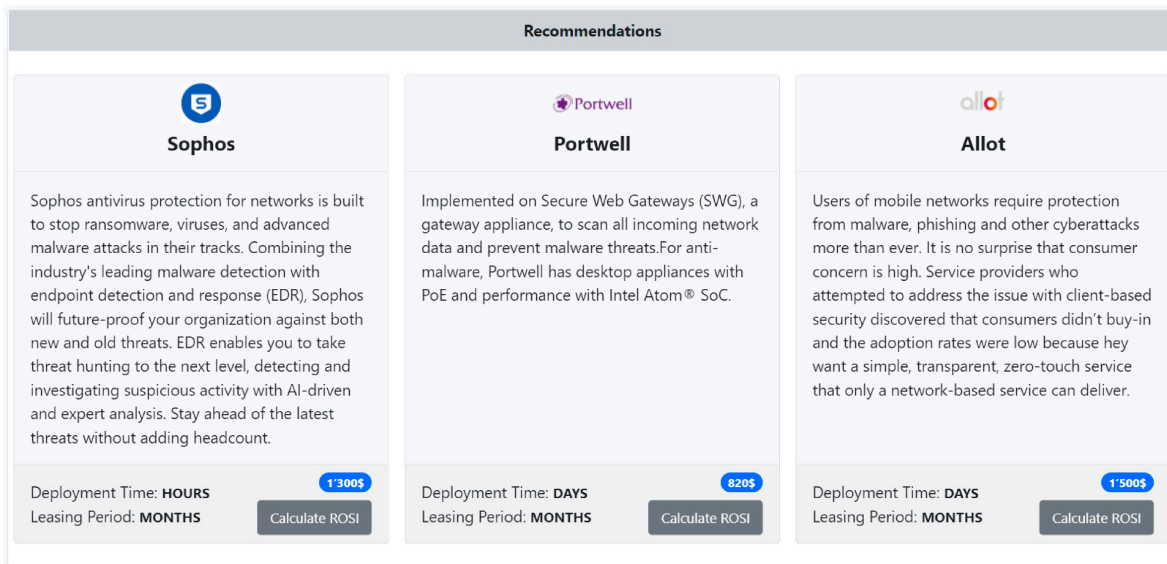 Recommendations
S
Sophos
Sophos antivirus protection for networks is built
to stop ransomware, viruses, and advanced
malware attacks in their tracks. Combining the
industry's leading malware detection with
endpoint detection and response (EDR), Sophos
will future-proof your organization against both
new and old threats. EDR enables you to take
threat hunting to the next level, detecting and
investigating suspicious activity with AI-driven
and expert analysis. Stay ahead of the latest
threats without adding headcount.
Deployment Time: HOURS
Leasing Period: MONTHS
1'300$
Calculate ROSI
Portwell
Portwell
Implemented on Secure Web Gateways (SWG), a
gateway appliance, to scan all incoming network
data and prevent malware threats.For anti-
malware, Portwell has desktop appliances with
PoE and performance with Intel Atom® SoC.
Deployment Time: DAYS
Leasing Period: MONTHS
820$
Calculate ROSI
allot
Allot
Users of mobile networks require protection
from malware, phishing and other cyberattacks
more than ever. It is no surprise that consumer
concern is high. Service providers who
attempted to address the issue with client-based
security discovered that consumers didn't buy-in
and the adoption rates were low because hey
want a simple, transparent, zero-touch service
that only a network-based service can deliver.
Deployment Time: DAYS
Leasing Period: MONTHS
1'500$
Calculate ROSI